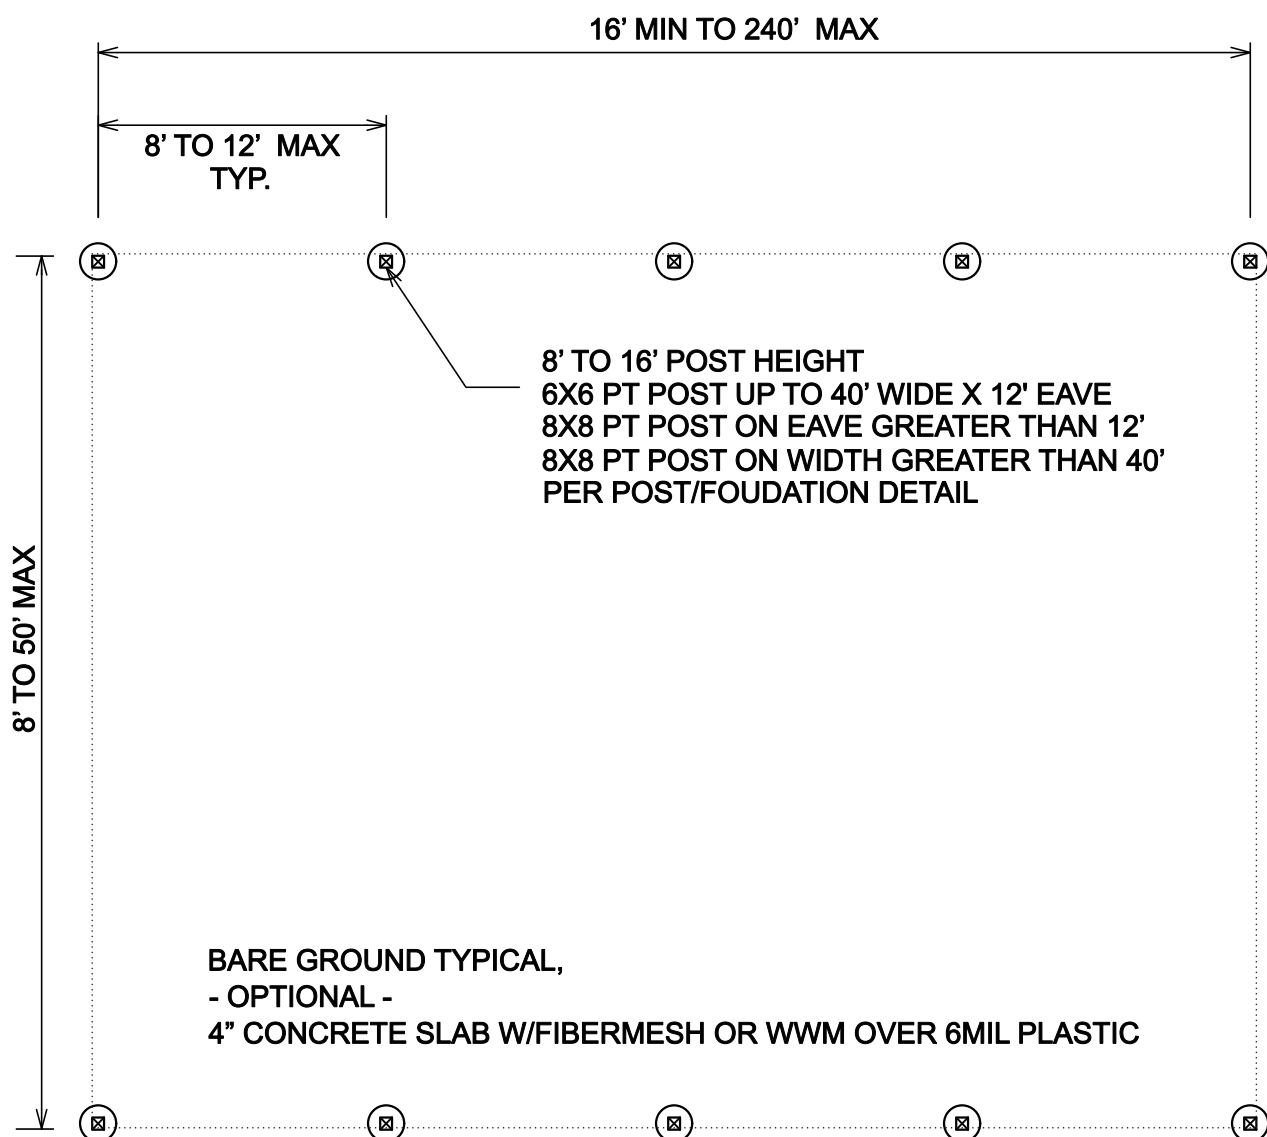 16’ MIN TO 240’ MAX
8’ TO 12’ MAX
TYP.
8’ TO 16’ POST HEIGHT
6X6 PT POST UP TO 40’ WIDE X 12' EAVE
8X8 PT POST ON EAVE GREATER THAN 12’
8X8 PT POST ON WIDTH GREATER THAN 40’
PER POST/FOUDATION DETAIL
8’ TO 50’ MAX
BARE GROUND TYPICAL,
- OPTIONAL -
4” CONCRETE SLAB W/FIBERMESH OR WWM OVER 6MIL PLASTIC